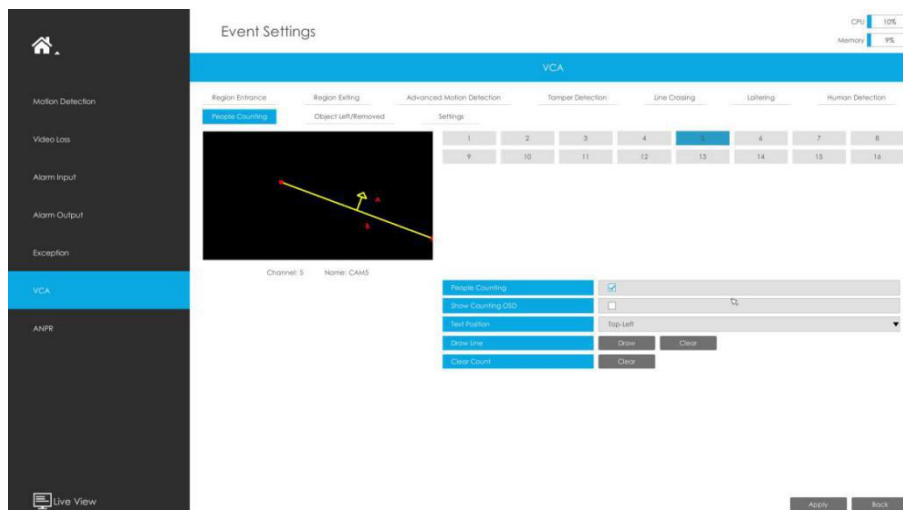 Event Settings
CPU 10%
Memory 9%
VCA
Motion Detection
Video Loss
Alarm Input
Alarm Output
Exception
VCA
ANPR
Live View
Region Entrance Region Exiting Advanced Motion Detection Tamper Detection Line Crossing Loitering Human Detection
People Counting Object Left/Removed Settings
1 2 3 4 5 6 7 8
9 10 11 12 13 14 15 16
Channel: 5 Name: CAM5
People Counting
Show Counting OSD
Text Position Top-Left
Draw Line Draw Clear
Clear Count Clear
Apply Back